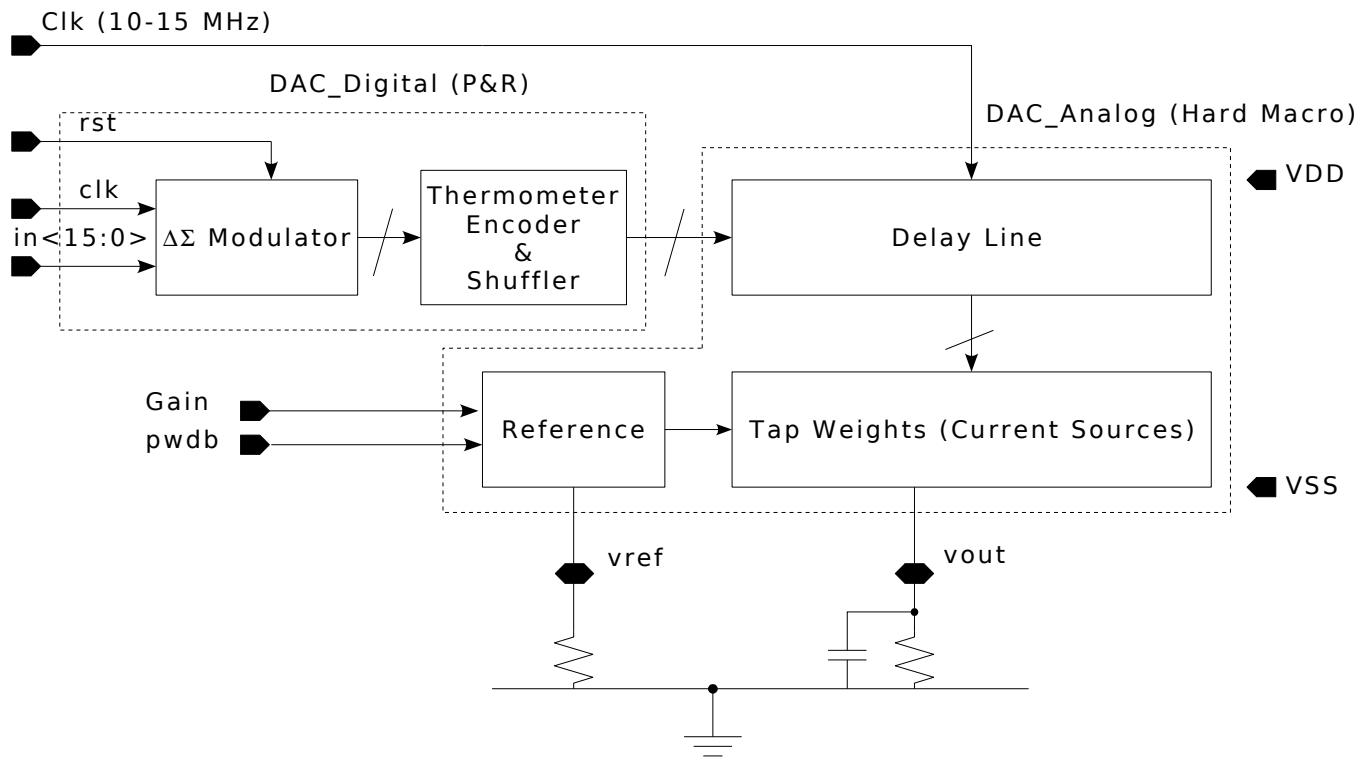 Clk (10-15 MHz)
DAC_Digital (P&R)
DAC_Analog (Hard Macro)
rst
clk
in<15:0>
ΔΣ Modulator
Thermometer
Encoder
&
Shuffler
Delay Line
VDD
Gain
pwdb
Reference
Tap Weights (Current Sources)
VSS
vref
vout